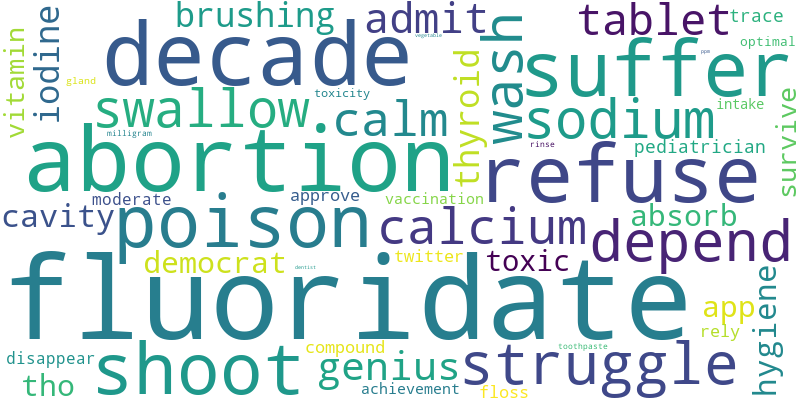 brushing
admit
tablet
trace
vegetable
decade
wash
optimal
ppm
vitamin
iodine
gland
suffer
toxicity
swallow
calm
thyroid
sodium
intake
survive
milligram
abortion
rinse
pediatrician
refuse
moderate
approve
vaccination
cavity
poison
calcium
absorb
depend
democrat
twitter
toxic
dentist
fluoridate
hygiene
app
rely
disappear
shoot
compound
genius
struggle
toothpaste
tho
achievement
floss